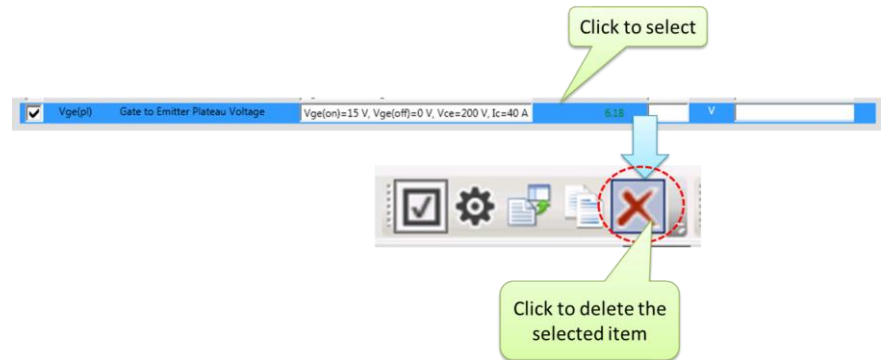 Click to select
Vge(pl) Gate to Emitter Plateau Voltage Vge(on)=15 V, Vge(off)=0 V, Vce=200 V, Ic=40 A 6.18 V
Click to delete the
selected item